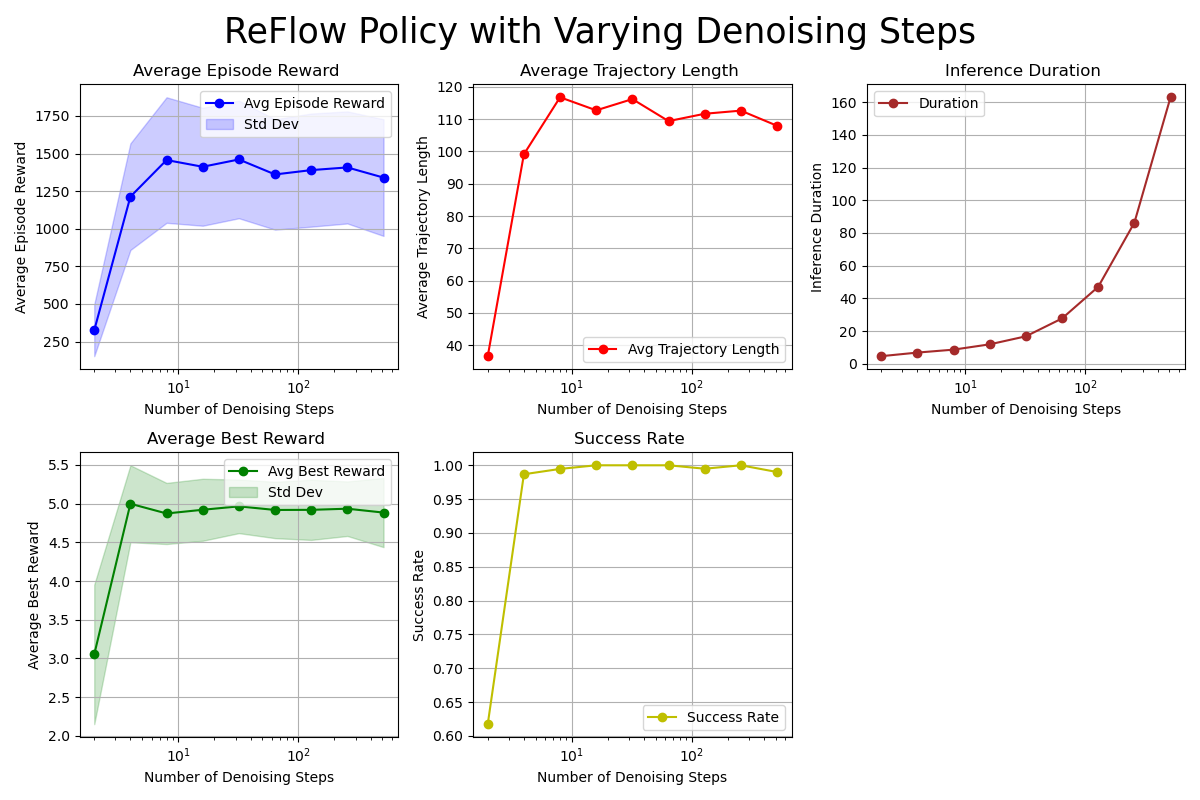 ReFlow Policy with Varying Denoising Steps
Average Episode Reward
Average Episode Reward
1750
1500
1250
1000
750
500
250
Avg Episode Reward
Std Dev
10¹
10²
Number of Denoising Steps
Average Trajectory Length
Average Trajectory Length
120
110
100
90
80
70
60
50
40
Avg Trajectory Length
10¹
10²
Number of Denoising Steps
Inference Duration
Inference Duration
160
140
120
100
80
60
40
20
0
Duration
10¹
10²
Number of Denoising Steps
Average Best Reward
Average Best Reward
5.5
5.0
4.5
4.0
3.5
3.0
2.5
2.0
Avg Best Reward
Std Dev
10¹
10²
Number of Denoising Steps
Success Rate
Success Rate
1.00
0.95
0.90
0.85
0.80
0.75
0.70
0.65
0.60
Success Rate
10¹
10²
Number of Denoising Steps